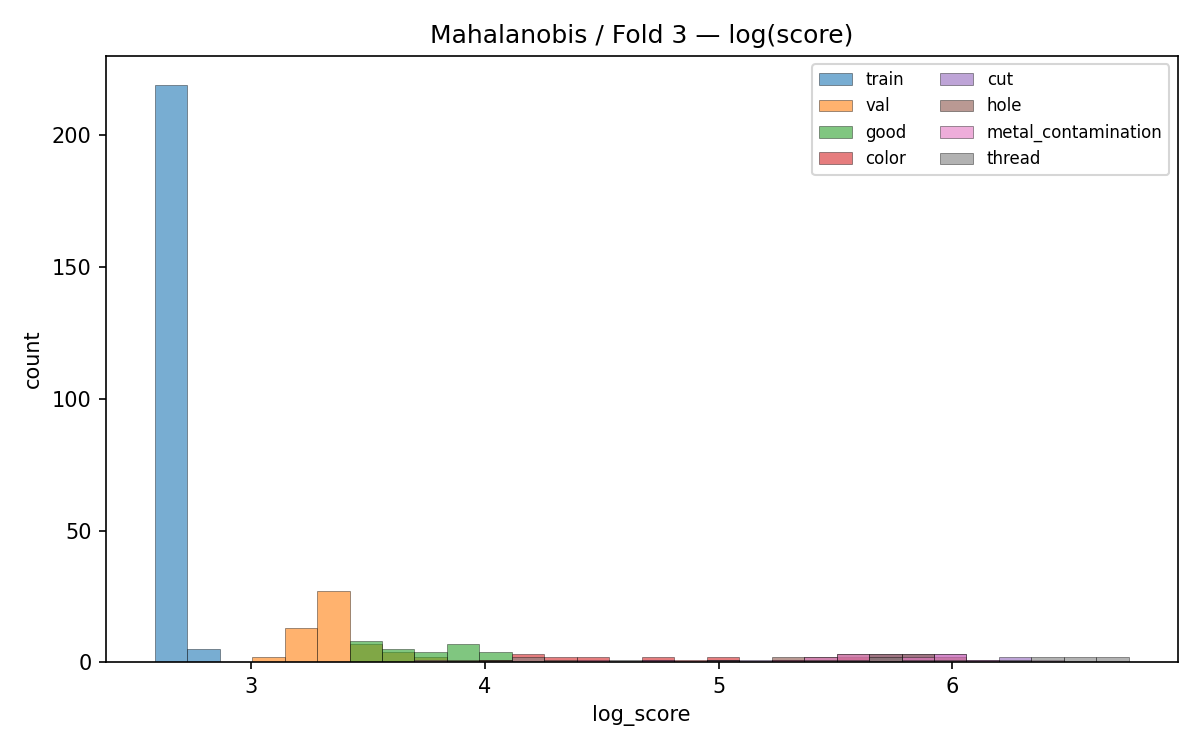 Mahalanobis / Fold 3 — log(score)
train
val
good
color
cut
hole
metal_contamination
thread
200
150
100
50
0
count
3
4
5
6
log_score